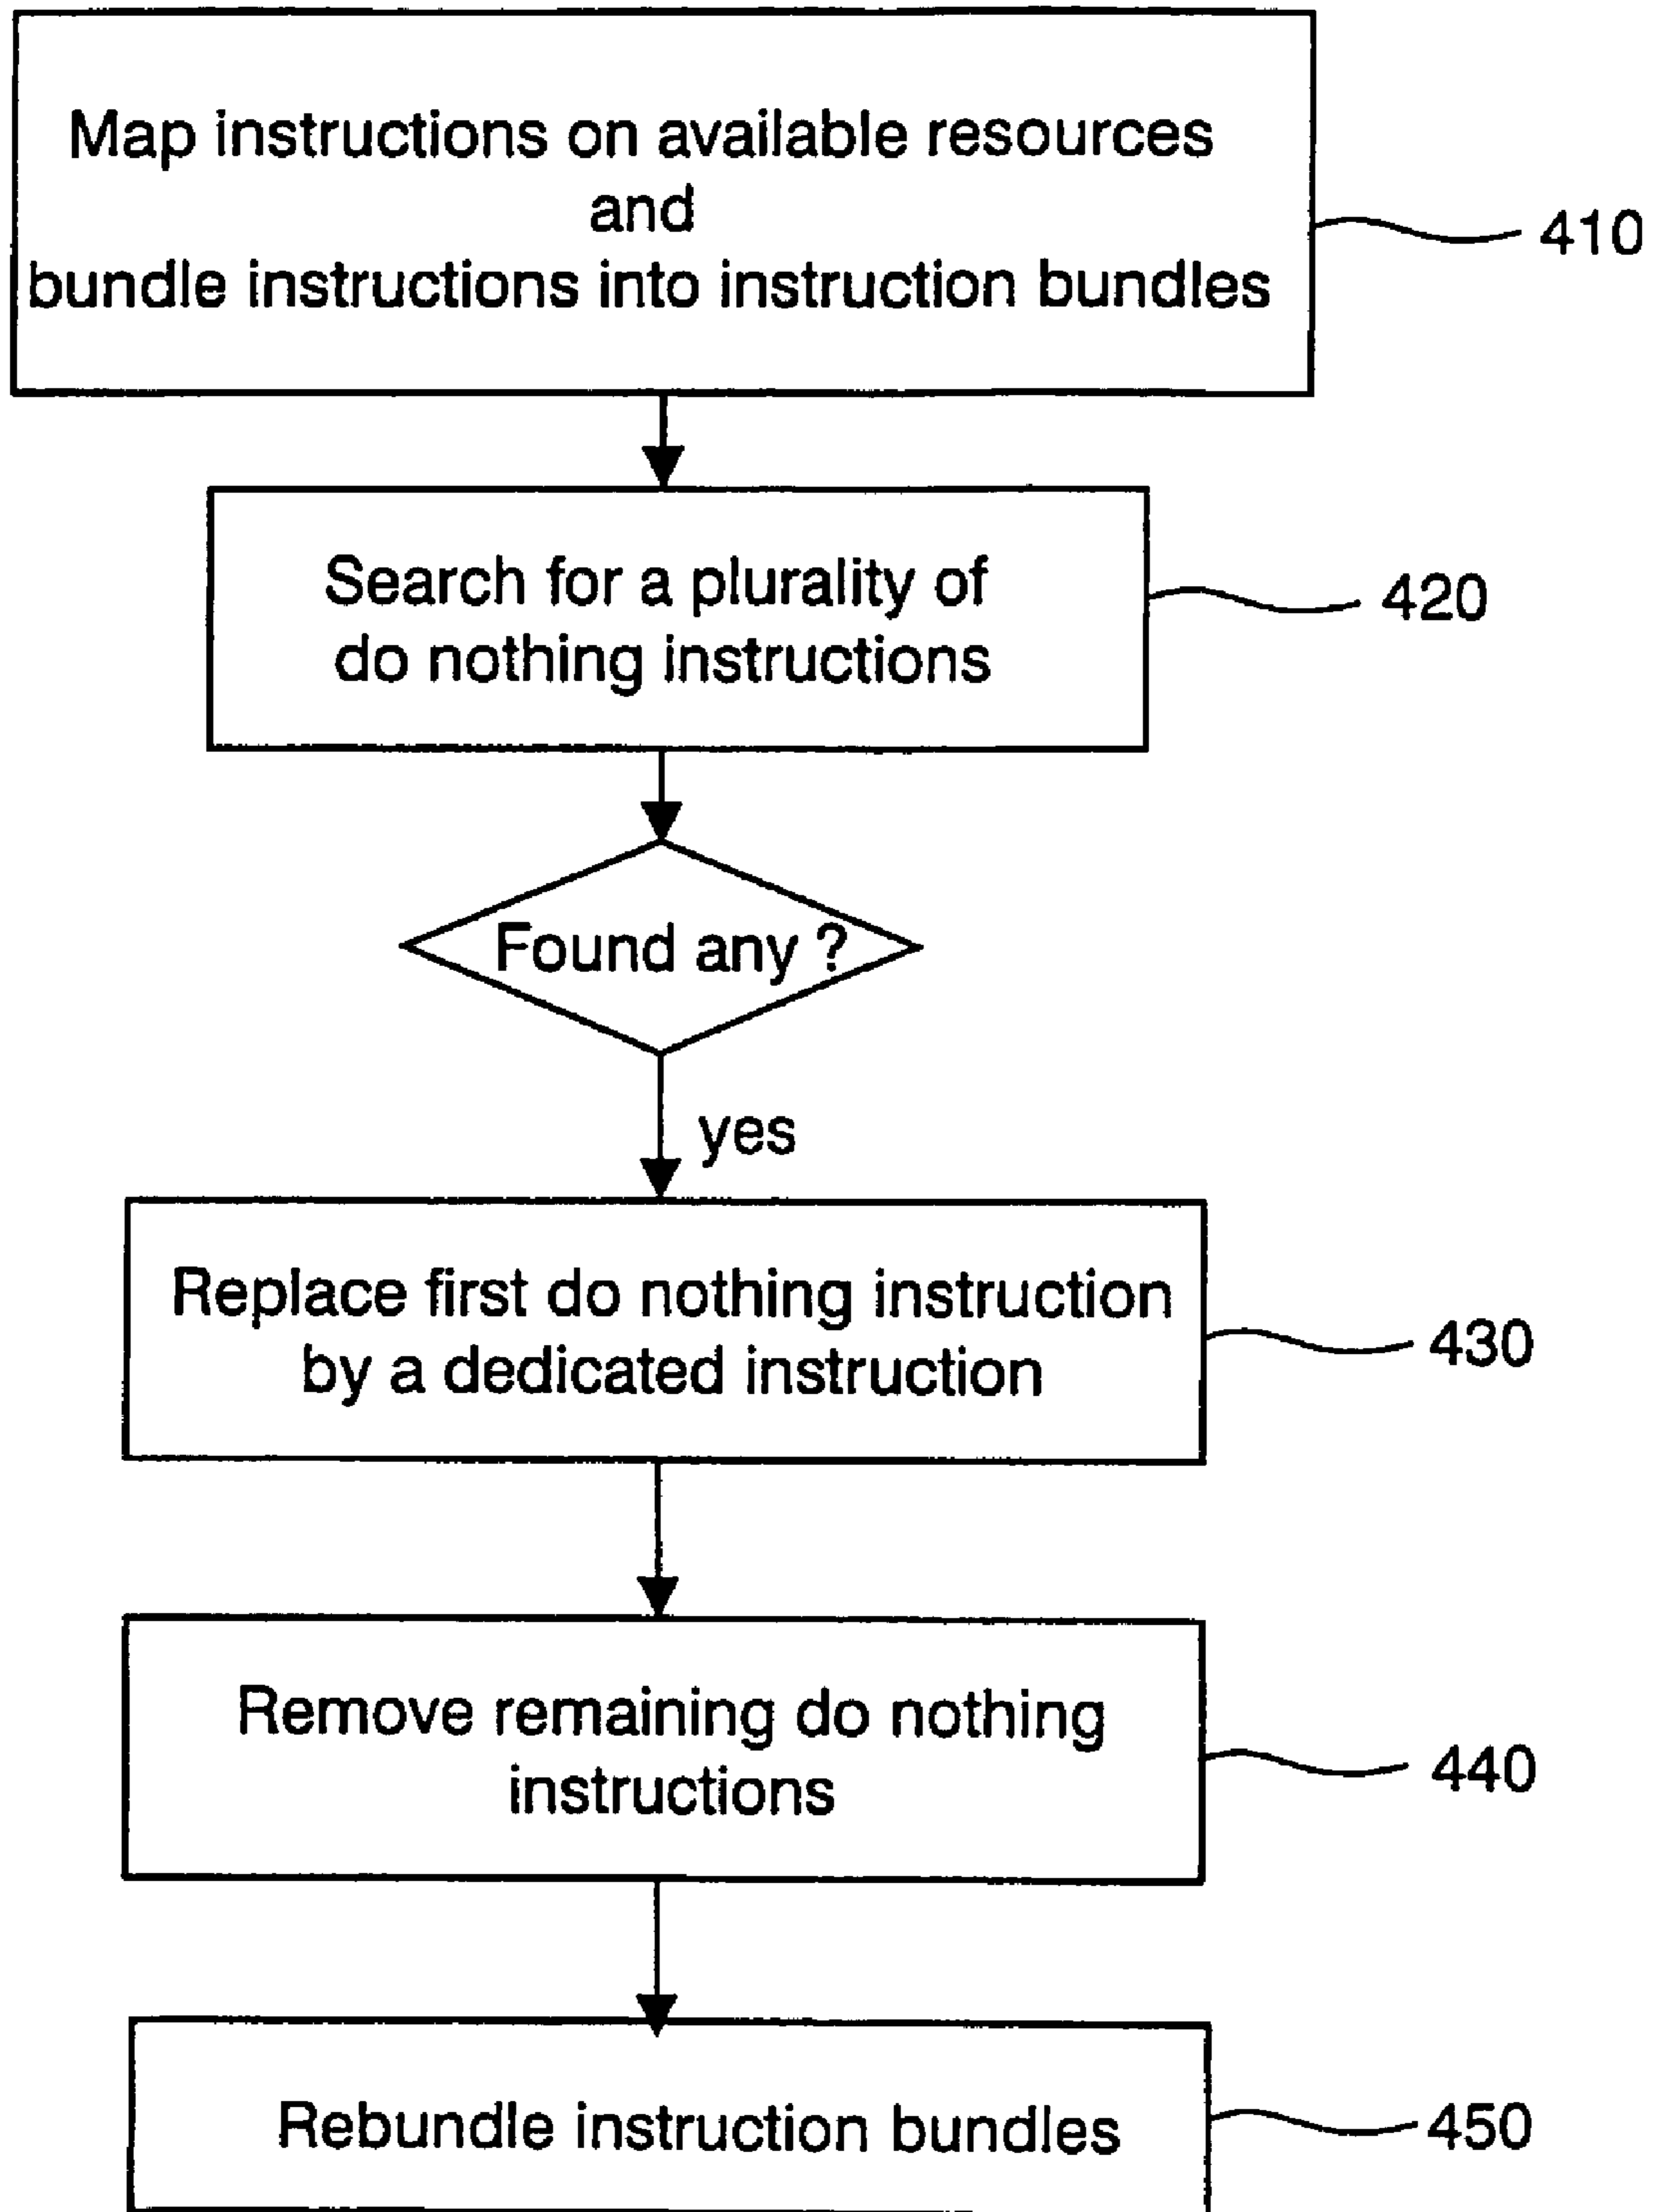 Map instructions on available resources
and
bundle instructions into instruction bundles
410
Search for a plurality of
do nothing instructions
420
Found any ?
yes
Replace first do nothing instruction
by a dedicated instruction
430
Remove remaining do nothing
instructions
440
Rebundle instruction bundles
450